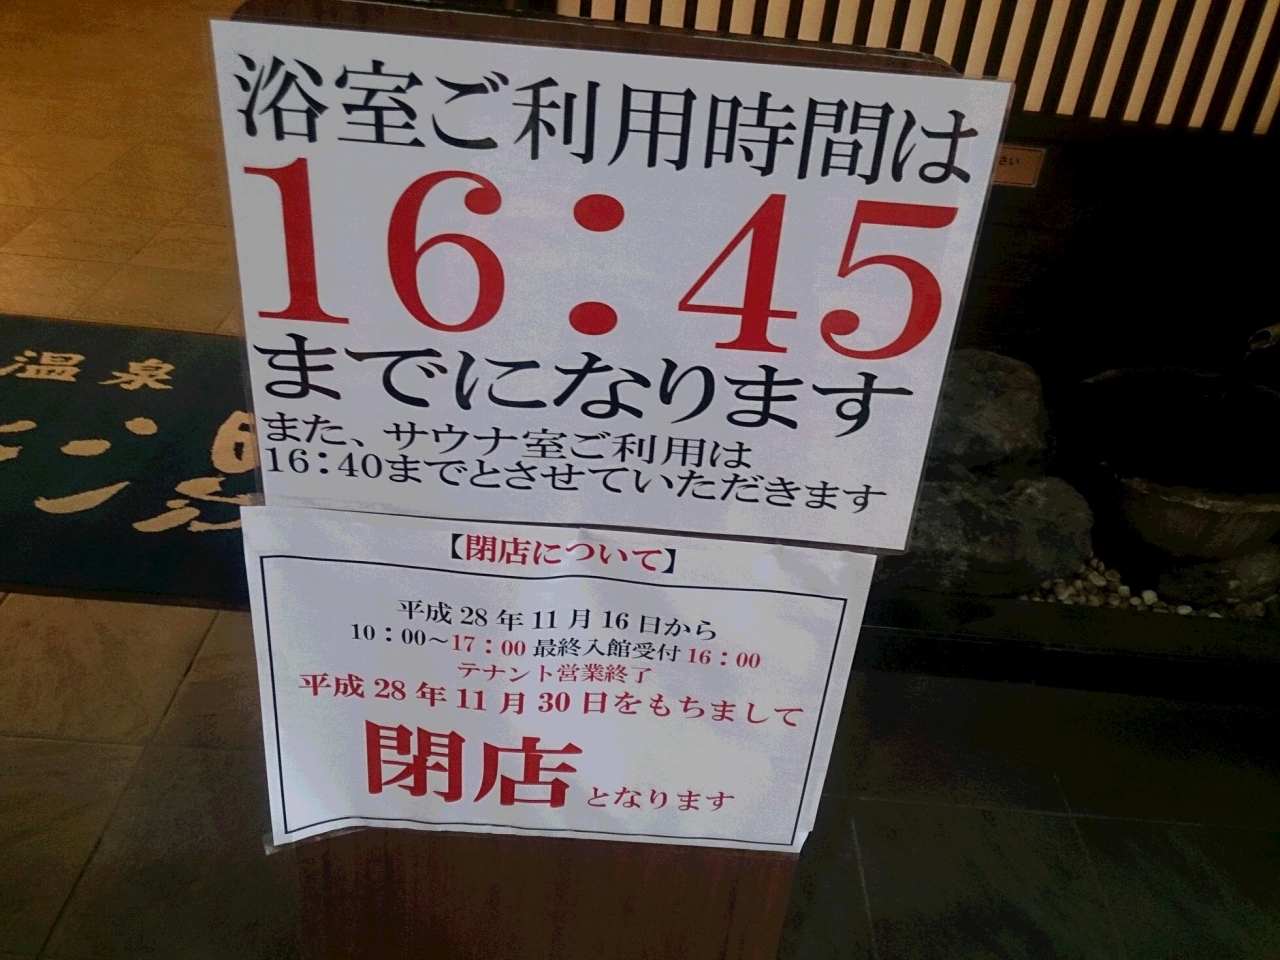 浴室ご利用時間は
16:45
までになります
また、サウナ室ご利用は
16:40までとさせていただきます
【閉店について】
平成28年11月16日から
10:00～17:00 最終入館受付16:00
テナント営業終了
平成28年11月30日をもちまして
閉店となります
温泉
さい